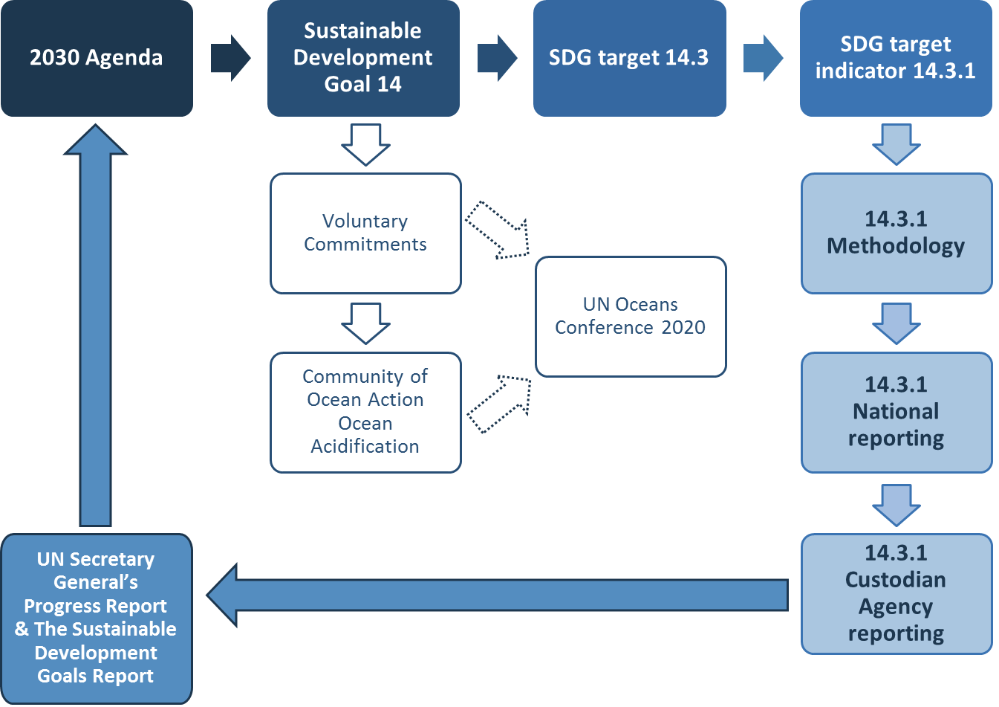 2030 Agenda
Sustainable
Development
Goal 14
SDG target 14.3
SDG target
indicator 14.3.1
Voluntary
Commitments
Community of
Ocean Action
Ocean
Acidification
UN Oceans
Conference 2020
14.3.1
Methodology
14.3.1
National
reporting
14.3.1
Custodian
Agency
reporting
UN Secretary
General’s
Progress Report
& The Sustainable
Development
Goals Report